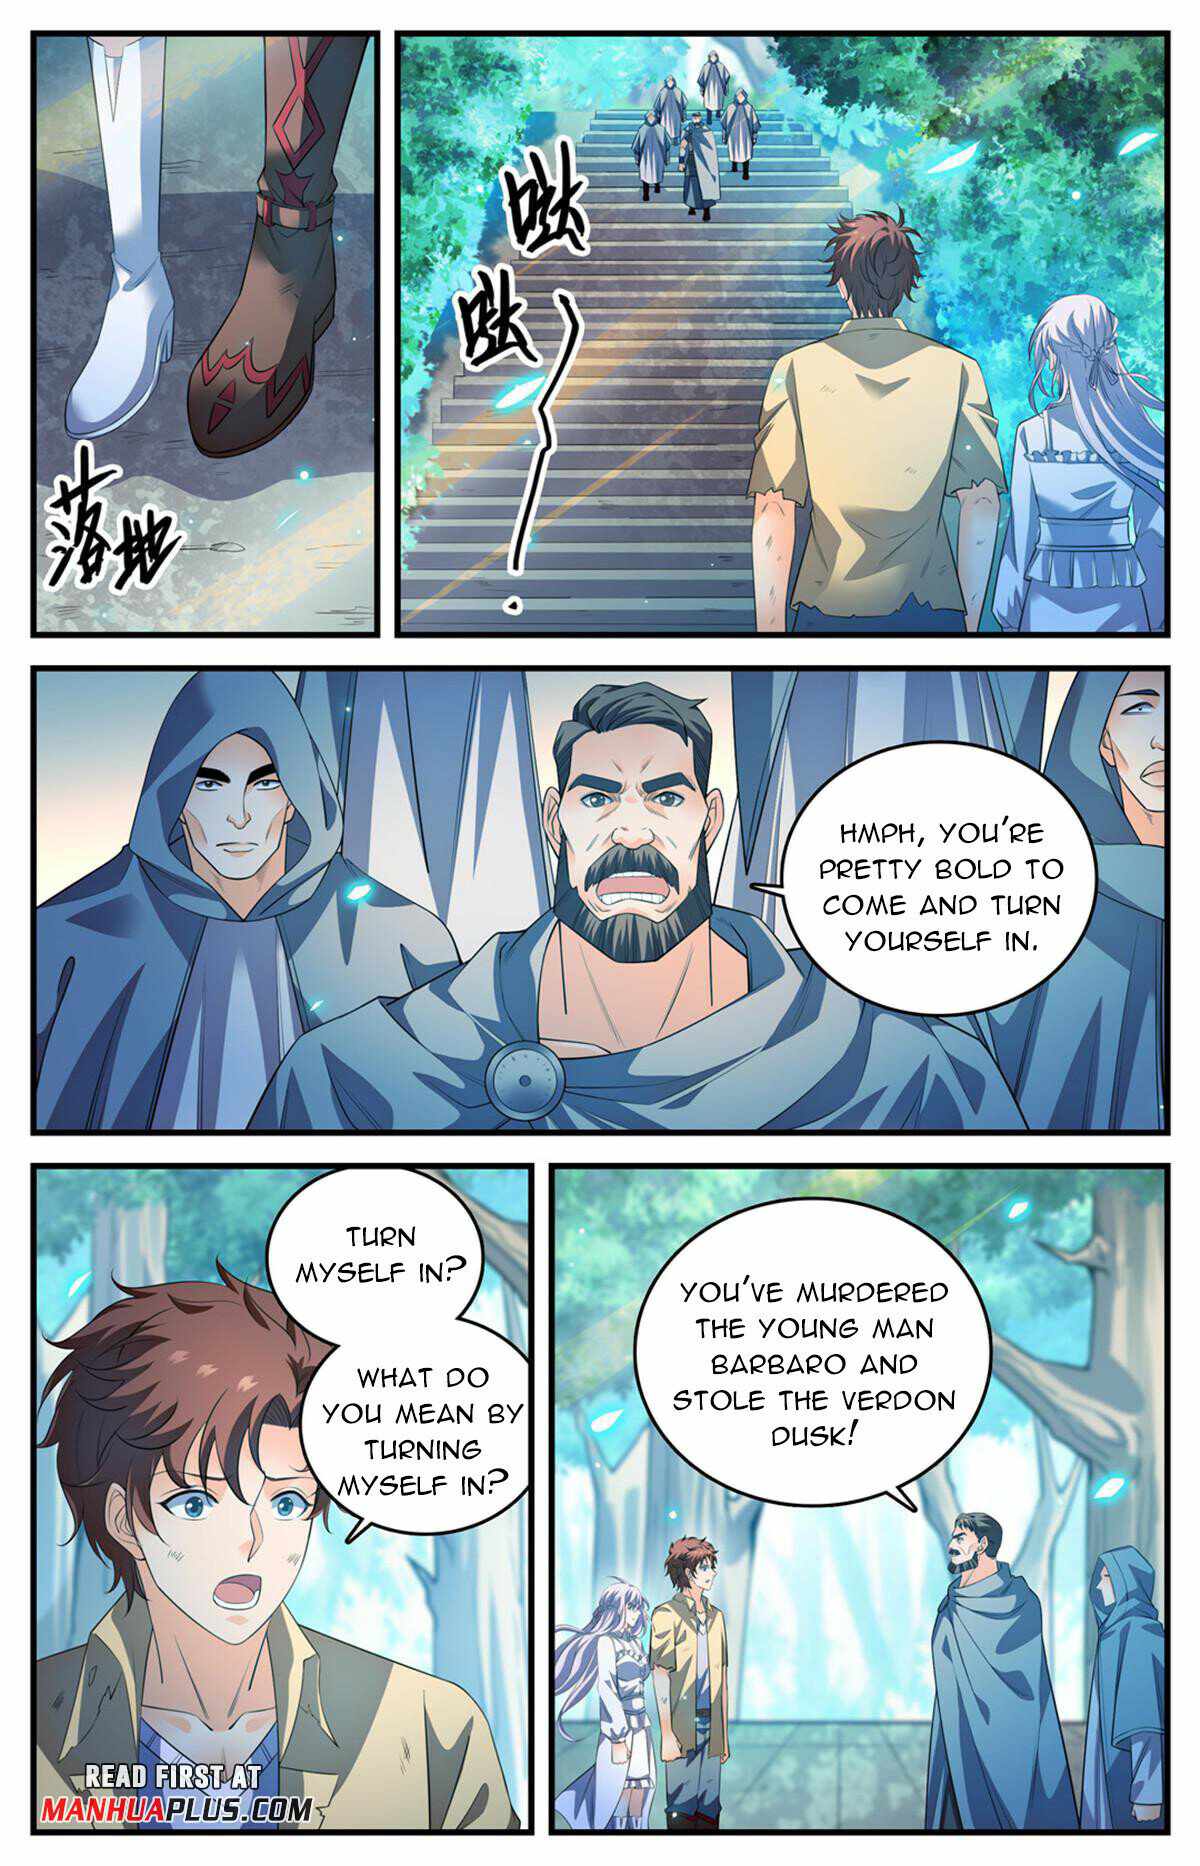 落地
哒
哒
HMPH, YOU'RE
PRETTY BOLD TO
COME AND TURN
YOURSELF IN.
TURN
MYSELF IN?
WHAT DO
YOU MEAN BY
TURNING
MYSELF IN?
YOU'VE MURDERED
THE YOUNG MAN
BARBARO AND
STOLE THE VERDON
DUSK!
READ FIRST AT
MANHUAPLUS.COM